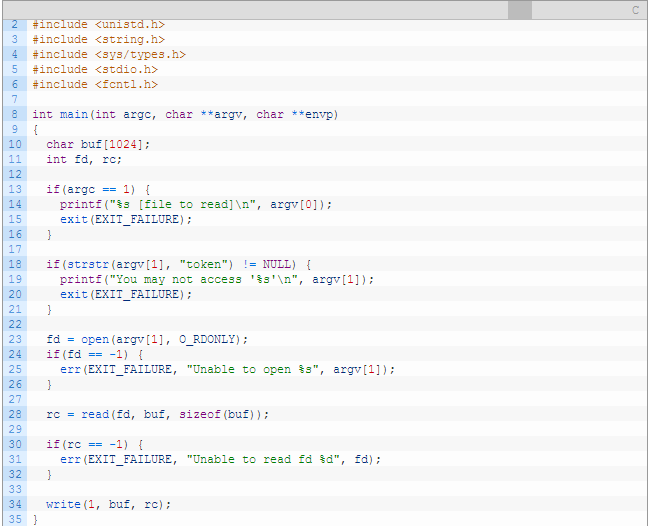 C
2 #include <unistd.h>
3 #include <string.h>
4 #include <sys/types.h>
5 #include <stdio.h>
6 #include <fcntl.h>
7
8 int main(int argc, char **argv, char **envp)
9 {
10 char buf[1024];
11 int fd, rc;
12
13 if(argc == 1) {
14 printf("%s [file to read]\n", argv[0]);
15 exit(EXIT_FAILURE);
16 }
17
18 if(strstr(argv[1], "token") != NULL) {
19 printf("You may not access '%s'\n", argv[1]);
20 exit(EXIT_FAILURE);
21 }
22
23 fd = open(argv[1], O_RDONLY);
24 if(fd == -1) {
25 err(EXIT_FAILURE, "Unable to open %s", argv[1]);
26 }
27
28 rc = read(fd, buf, sizeof(buf));
29
30 if(rc == -1) {
31 err(EXIT_FAILURE, "Unable to read fd %d", fd);
32 }
33
34 write(1, buf, rc);
35 }